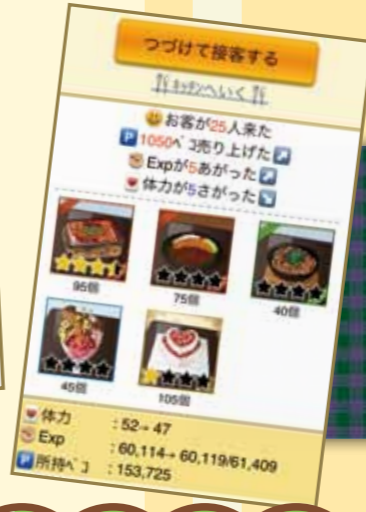 つづけて接客する
キッチンへいく
お客が25人来た
P 1050ペコ売り上げた
Expが5あがった
体力が5さがった
95個
75個
40個
45個
105個
体力 :52→ 47
Exp :60,114→ 60,119/61,409
P 所持ペコ :153,725